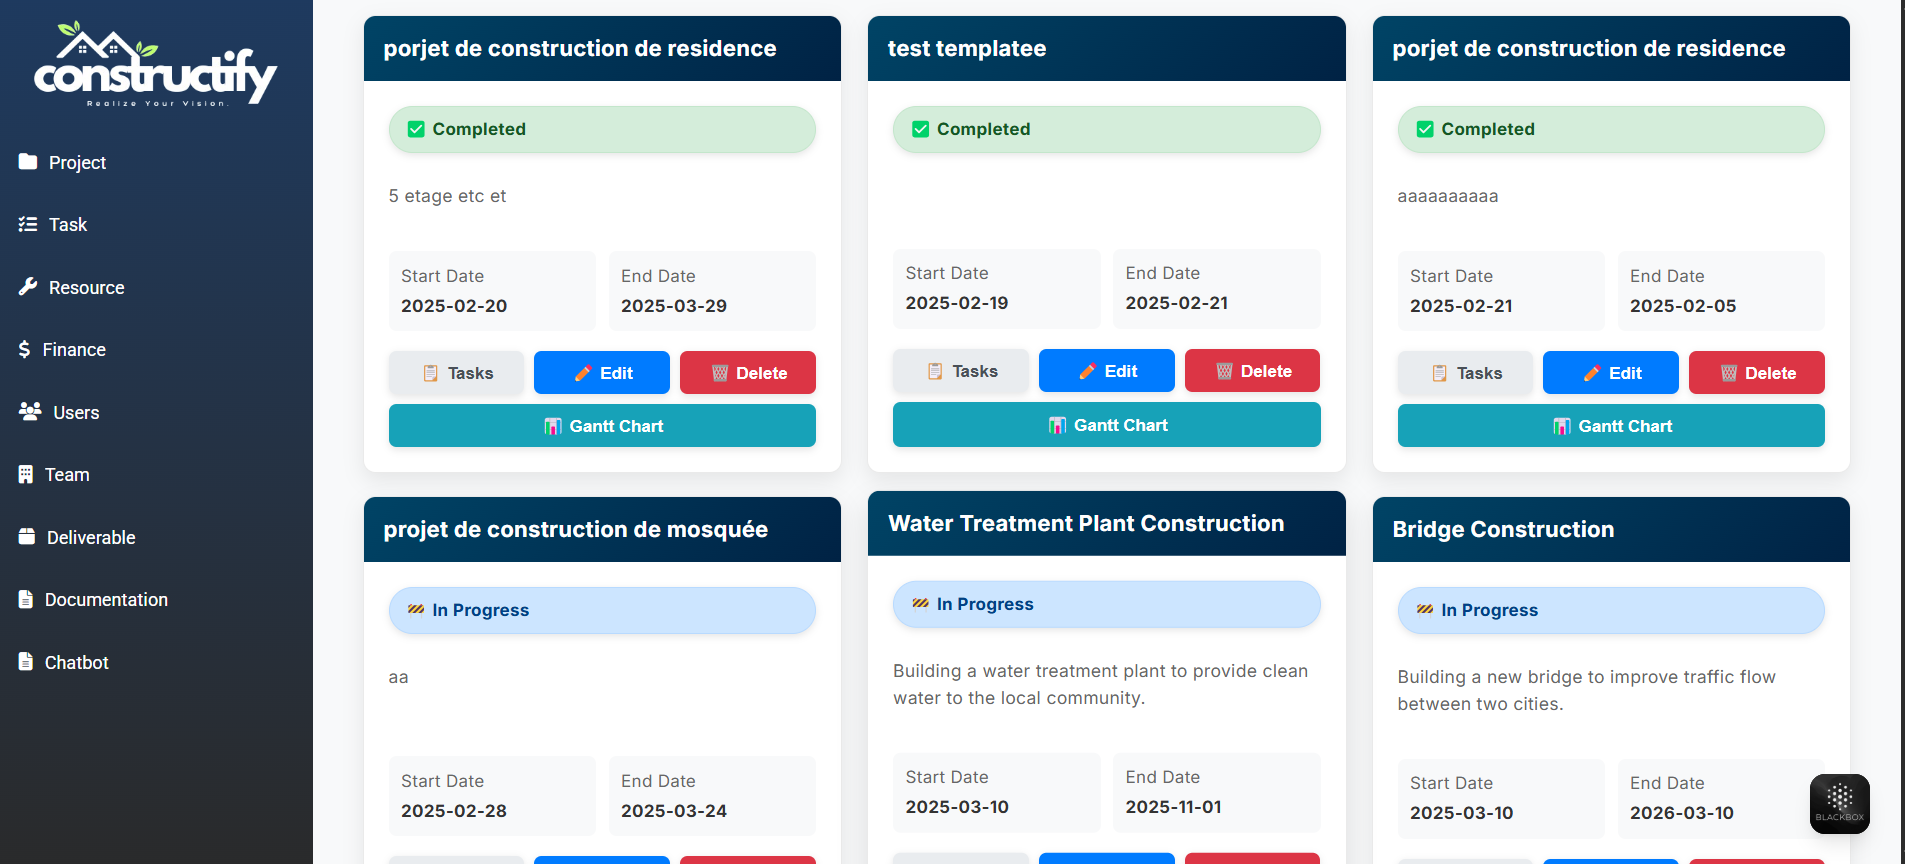 constructify
Realize Your Vision.
Project
Task
Resource
Finance
Users
Team
Deliverable
Documentation
Chatbot
porjet de construction de residence
Completed
5 etage etc et
Start Date
2025-02-20
End Date
2025-03-29
Tasks
Edit
Delete
Gantt Chart
test templatee
Completed
Start Date
2025-02-19
End Date
2025-02-21
Tasks
Edit
Delete
Gantt Chart
porjet de construction de residence
Completed
aaaaaaaaaa
Start Date
2025-02-21
End Date
2025-02-05
Tasks
Edit
Delete
Gantt Chart
projet de construction de mosquée
In Progress
aa
Start Date
2025-02-28
End Date
2025-03-24
Water Treatment Plant Construction
In Progress
Building a water treatment plant to provide clean
water to the local community.
Start Date
2025-03-10
End Date
2025-11-01
Bridge Construction
In Progress
Building a new bridge to improve traffic flow
between two cities.
Start Date
2025-03-10
End Date
2026-03-10
BLACKBOX